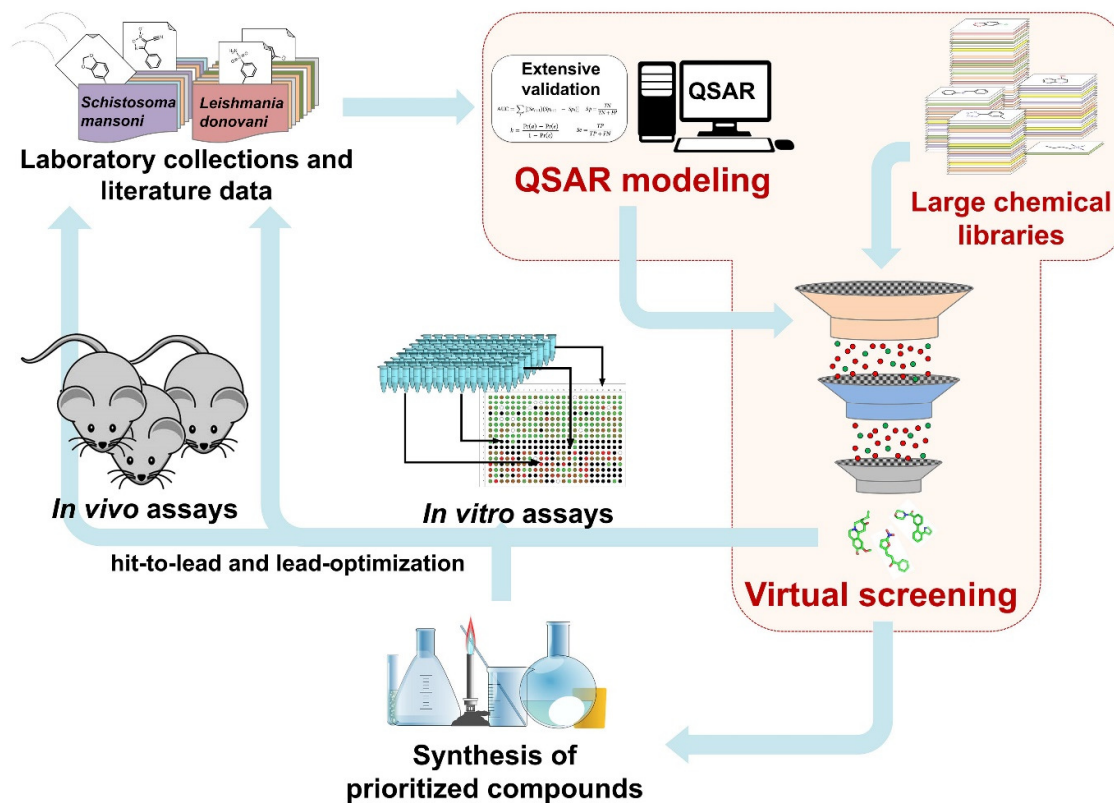 Schistosoma
mansoni
Leishmania
donovani
Laboratory collections and
literature data
Extensive
validation
QSAR
QSAR modeling
Large chemical
libraries
In vivo assays
In vitro assays
hit-to-lead and lead-optimization
Virtual screening
Synthesis of
prioritized compounds